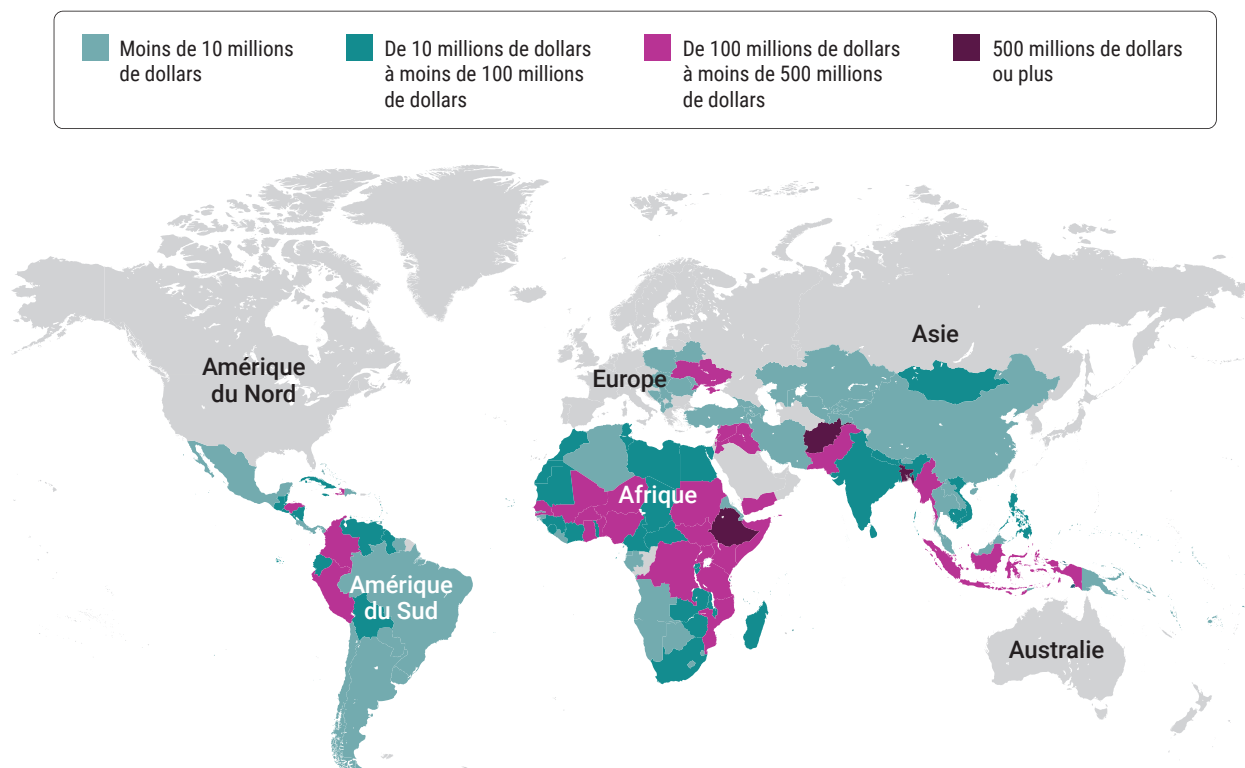 Moins de 10 millions
de dollars
De 10 millions de dollars
à moins de 100 millions
de dollars
De 100 millions de dollars
à moins de 500 millions
de dollars
500 millions de dollars
ou plus
Amérique
du Nord
Europe
Asie
Afrique
Amérique
du Sud
Australie